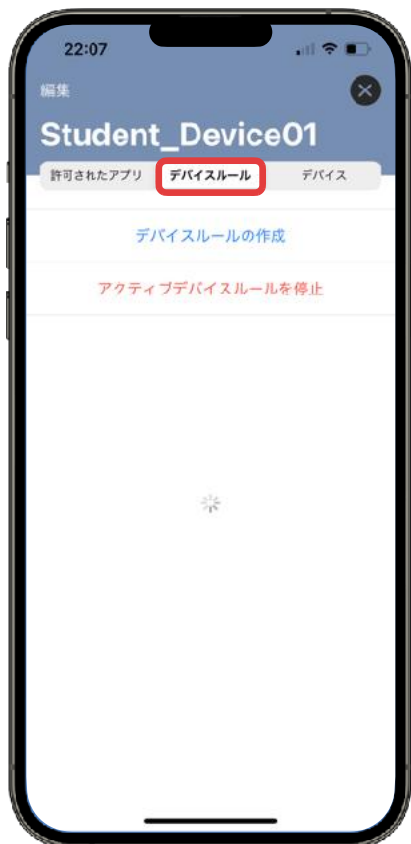 22:07
編集
Student_Device01
許可されたアプリ デバイスルール デバイス
デバイスルールの作成
アクティブデバイスルールを停止